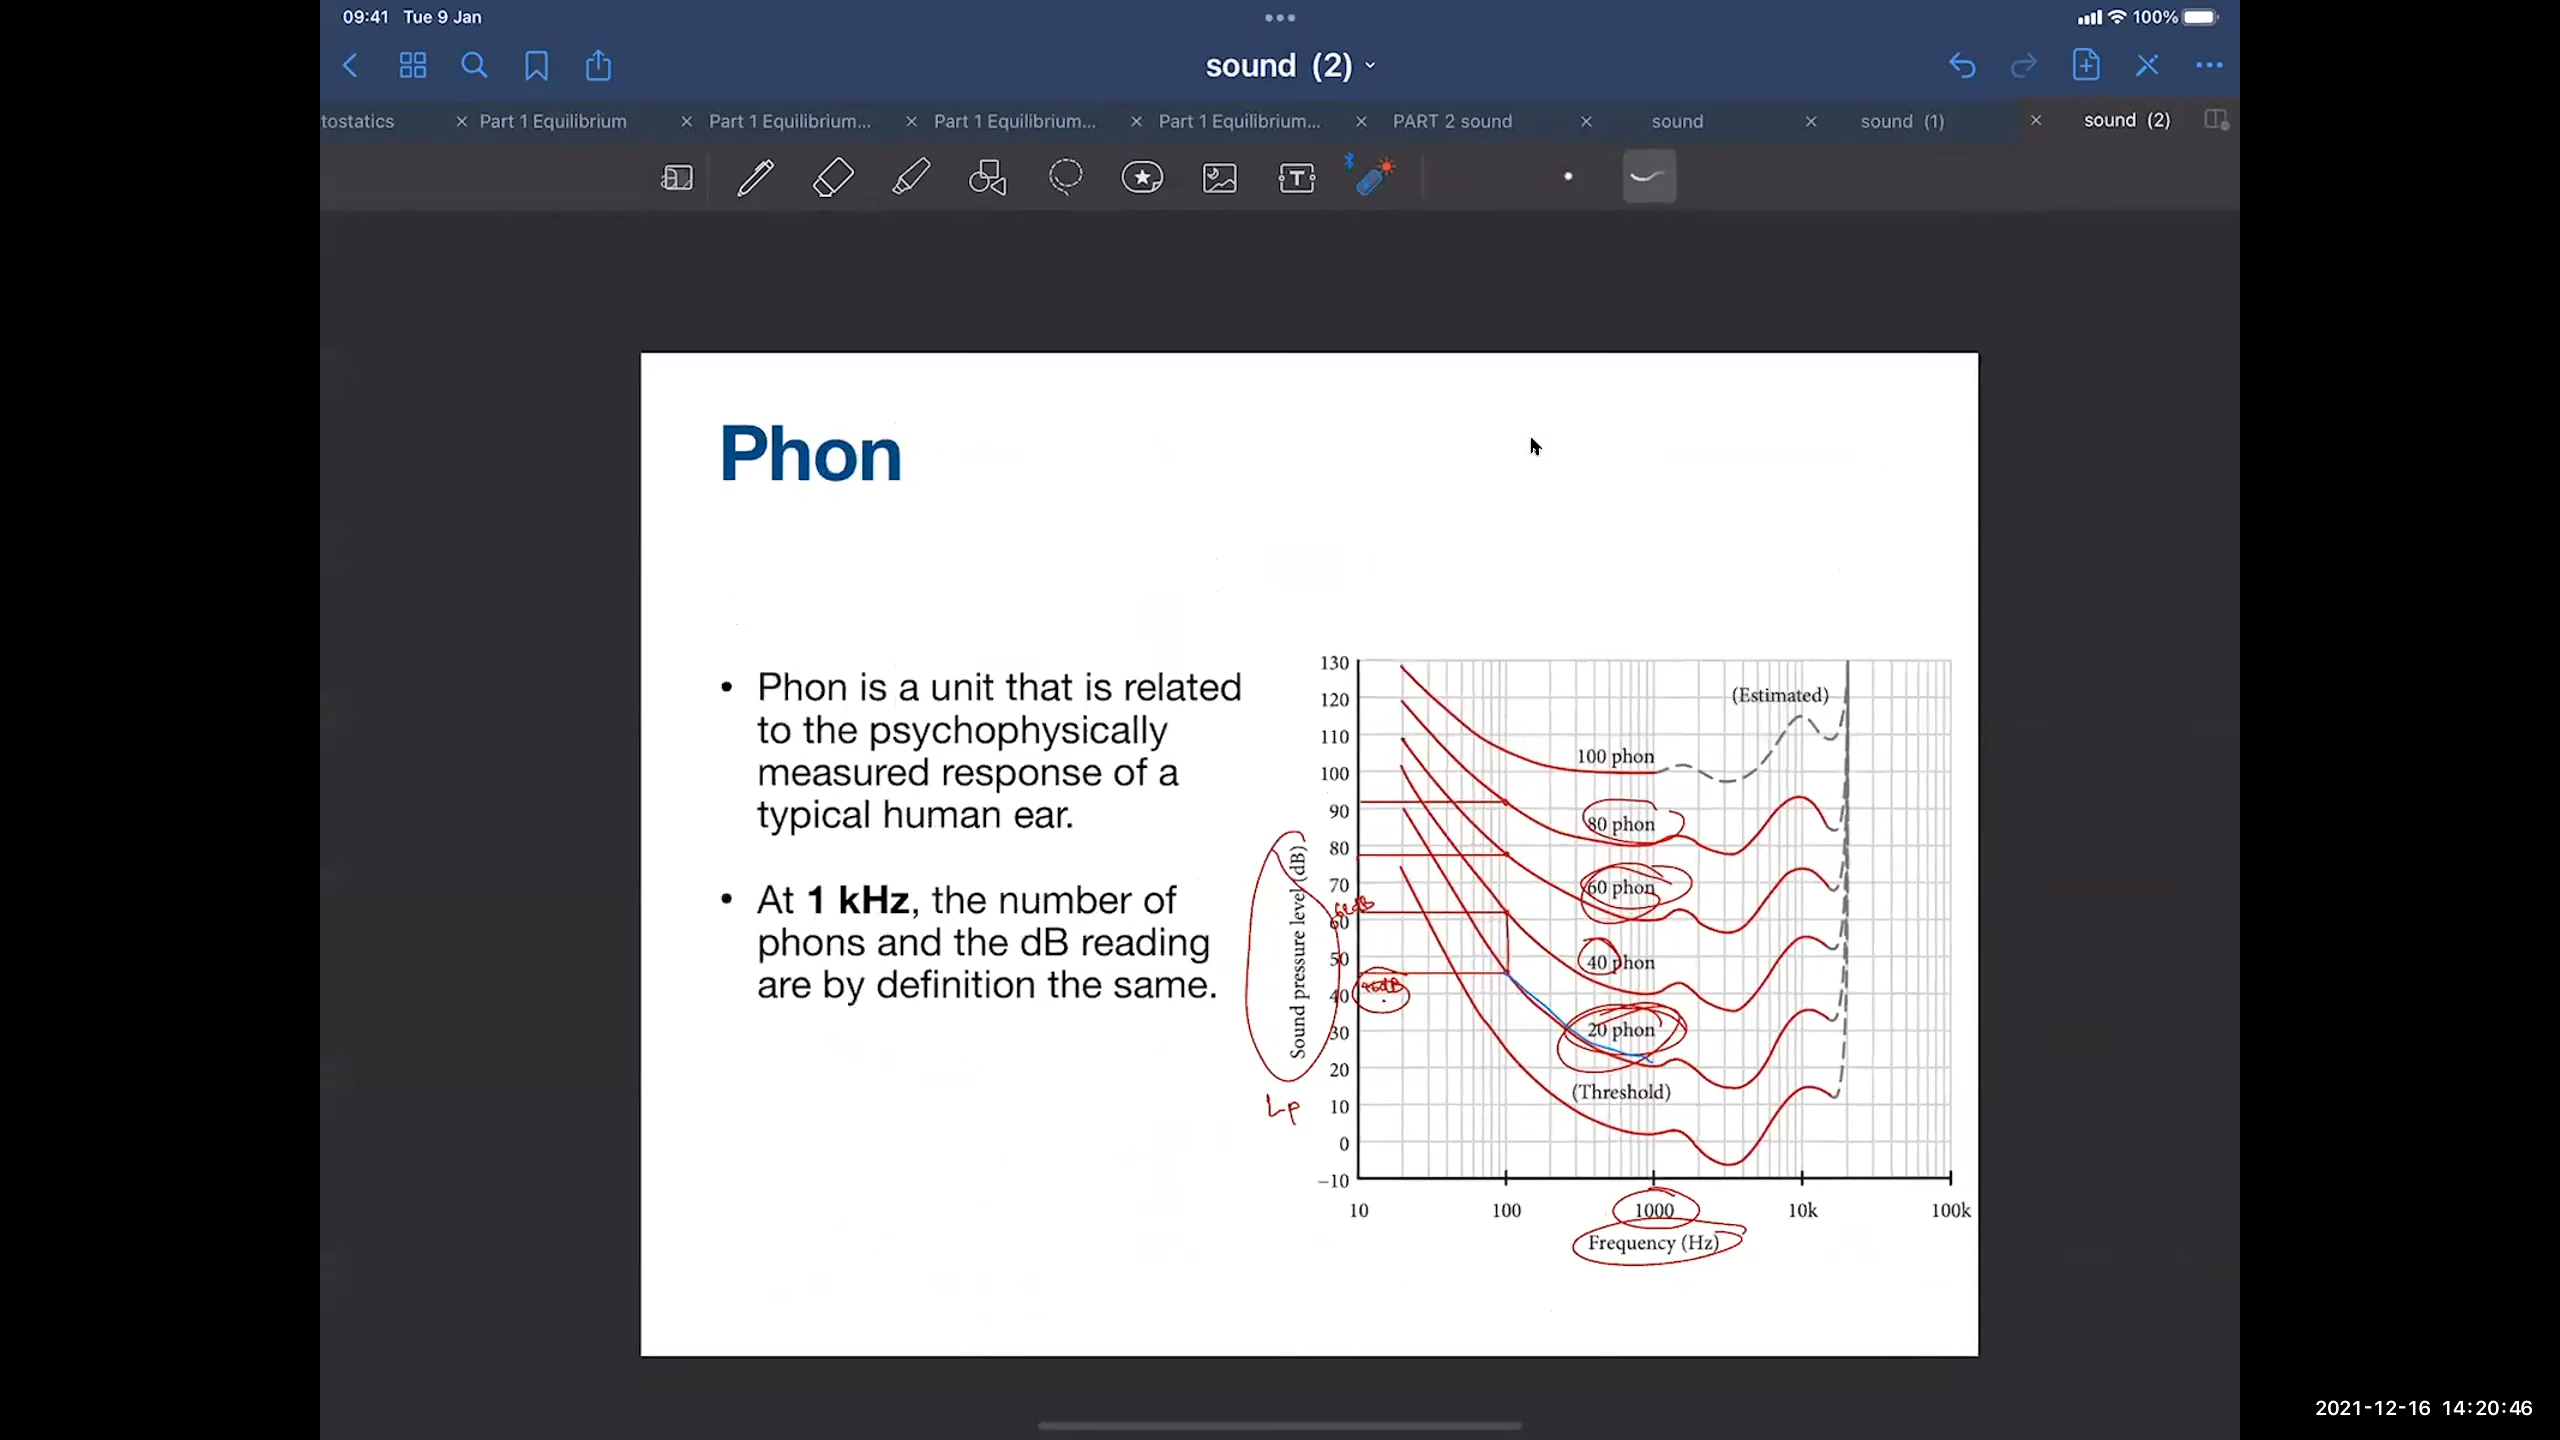 09:41 Tue 9 Jan
100%
sound (2)
tostatics
Part 1 Equilibrium
Part 1 Equilibrium...
Part 1 Equilibrium...
Part 1 Equilibrium...
PART 2 sound
sound
sound (1)
sound (2)
Phon
• Phon is a unit that is related
to the psychophysically
measured response of a
typical human ear.
• At 1 kHz, the number of
phons and the dB reading
are by definition the same.
Sound pressure level (dB)
Lp
130
120
110
100
90
80
70
60
50
40
30
20
10
0
−10
(Estimated)
100 phon
80 phon
60 phon
40 phon
20 phon
(Threshold)
10
100
1000
10k
100k
Frequency (Hz)
2021-12-16 14:20:46